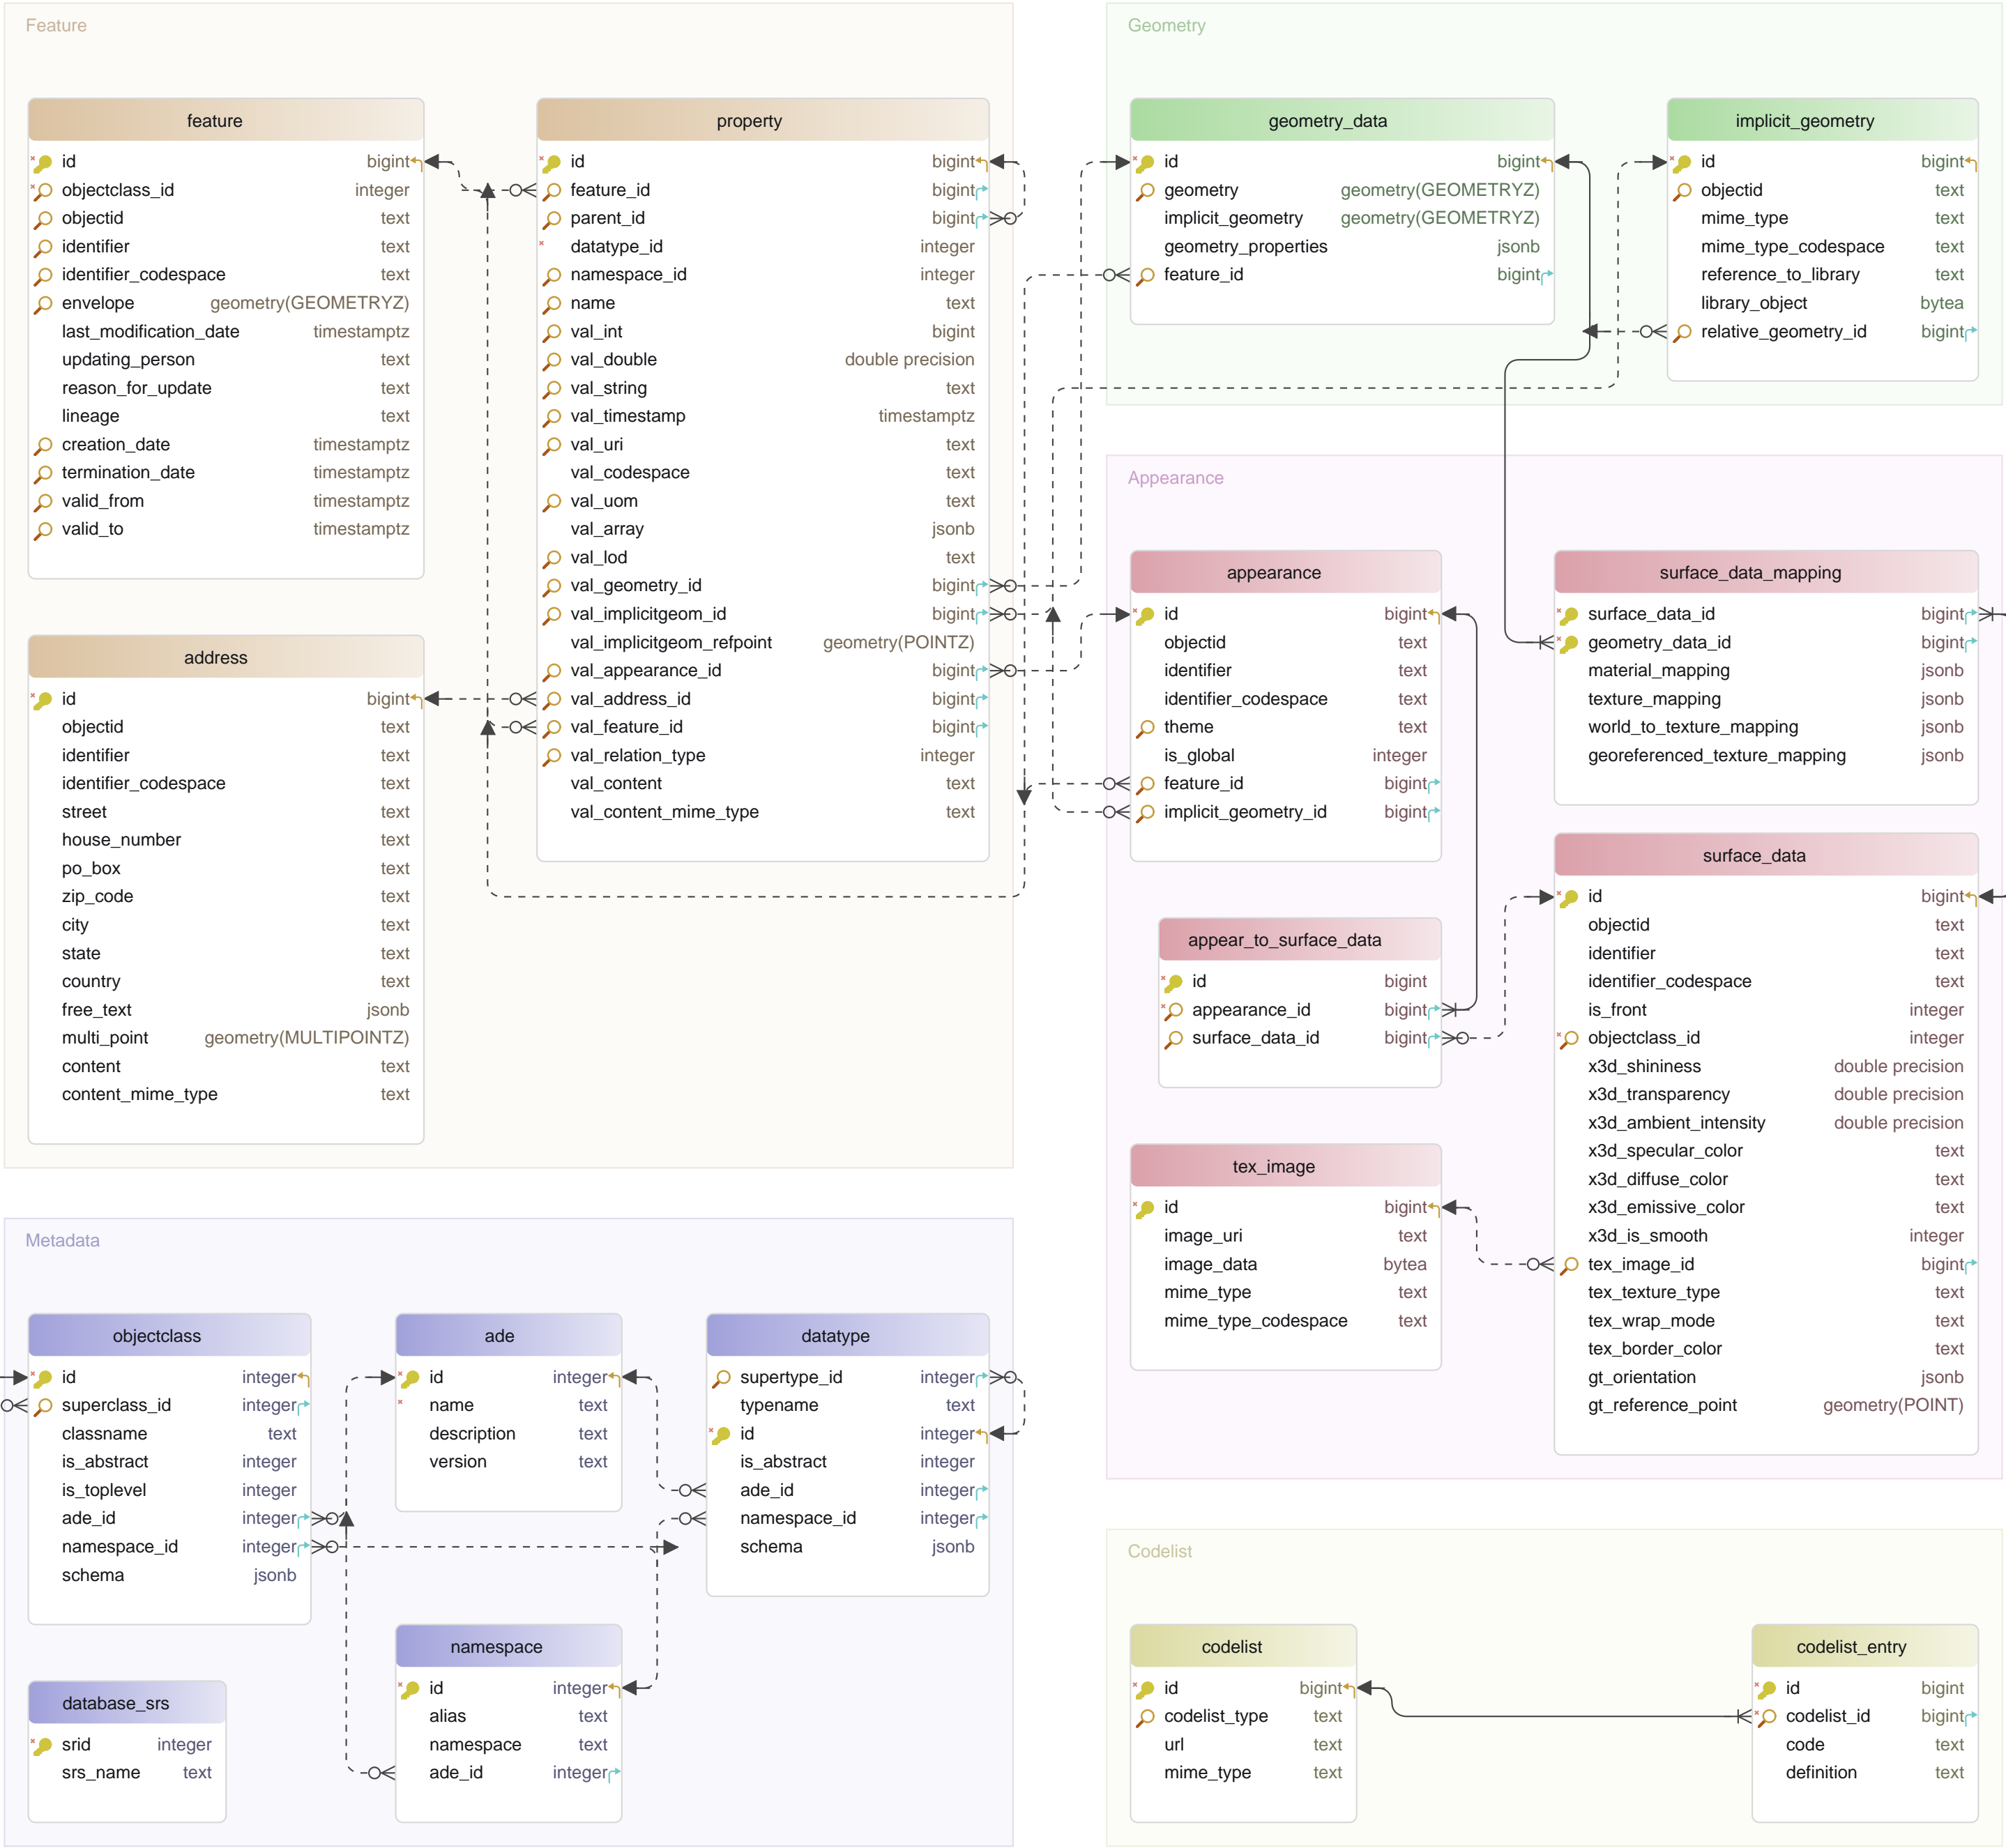 Feature
feature
id bigint
objectclass_id integer
objectid text
identifier text
identifier_codespace text
envelope geometry(GEOMETRYZ)
last_modification_date timestamptz
updating_person text
reason_for_update text
lineage text
creation_date timestamptz
termination_date timestamptz
valid_from timestamptz
valid_to timestamptz
property
id bigint
feature_id bigint
parent_id bigint
datatype_id integer
namespace_id integer
name text
val_int bigint
val_double double precision
val_string text
val_timestamp timestamptz
val_uri text
val_codespace text
val_uom text
val_array jsonb
val_lod text
val_geometry_id bigint
val_implicitgeom_id bigint
val_implicitgeom_refpoint geometry(POINTZ)
val_appearance_id bigint
val_address_id bigint
val_feature_id bigint
val_relation_type integer
val_content text
val_content_mime_type text
address
id bigint
objectid text
identifier text
identifier_codespace text
street text
house_number text
po_box text
zip_code text
city text
state text
country text
free_text jsonb
multi_point geometry(MULTIPOINTZ)
content text
content_mime_type text
Geometry
geometry_data
id bigint
geometry geometry(GEOMETRYZ)
implicit_geometry geometry(GEOMETRYZ)
geometry_properties jsonb
feature_id bigint
implicit_geometry
id bigint
objectid text
mime_type text
mime_type_codespace text
reference_to_library text
library_object bytea
relative_geometry_id bigint
Appearance
appearance
id bigint
objectid text
identifier text
identifier_codespace text
theme text
is_global integer
feature_id bigint
implicit_geometry_id bigint
surface_data_mapping
surface_data_id bigint
geometry_data_id bigint
material_mapping jsonb
texture_mapping jsonb
world_to_texture_mapping jsonb
georeferenced_texture_mapping jsonb
appear_to_surface_data
id bigint
appearance_id bigint
surface_data_id bigint
surface_data
id bigint
objectid text
identifier text
identifier_codespace text
is_front integer
objectclass_id integer
x3d_shininess double precision
x3d_transparency double precision
x3d_ambient_intensity double precision
x3d_specular_color text
x3d_diffuse_color text
x3d_emissive_color text
x3d_is_smooth integer
tex_image_id bigint
tex_texture_type text
tex_wrap_mode text
tex_border_color text
gt_orientation jsonb
gt_reference_point geometry(POINT)
tex_image
id bigint
image_uri text
image_data bytea
mime_type text
mime_type_codespace text
Metadata
objectclass
id integer
superclass_id integer
classname text
is_abstract integer
is_toplevel integer
ade_id integer
namespace_id integer
schema jsonb
ade
id integer
name text
description text
version text
datatype
supertype_id integer
typename text
id integer
is_abstract integer
ade_id integer
namespace_id integer
schema jsonb
namespace
id integer
alias text
namespace text
ade_id integer
database_srs
srid integer
srs_name text
Codelist
codelist
id bigint
codelist_type text
url text
mime_type text
codelist_entry
id bigint
codelist_id bigint
code text
definition text